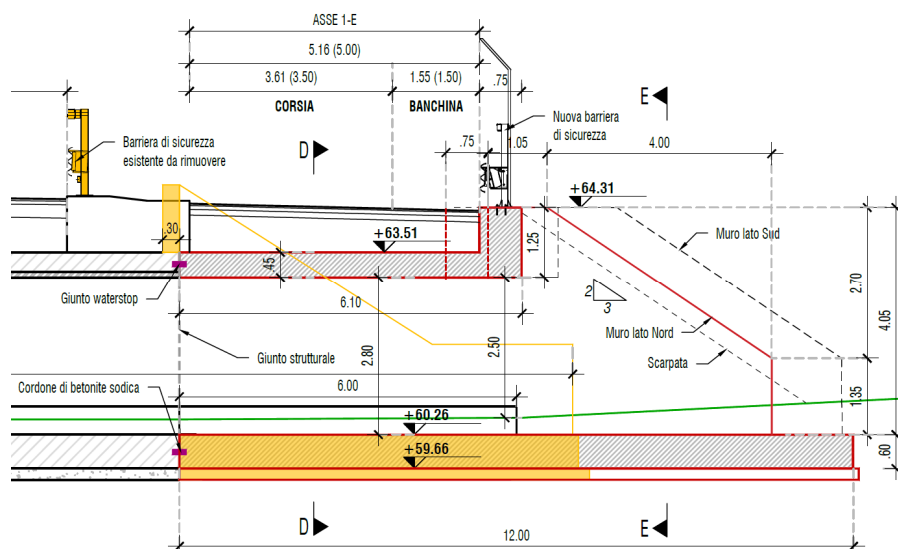 ASSE 1-E
5.16 (5.00)
3.61 (3.50)
1.55 (1.50)
.75
CORSIA
BANCHINA
E
Nuova barriera
di sicurezza
Barriera di sicurezza
esistente da rimuovere
D
.75
1.05
4.00
+64.31
.30
+63.51
Muro lato Sud
1.25
.45
Giunto waterstop
2
3
2.70
4.05
6.10
Muro lato Nord
Giunto strutturale
2.80
2.50
Scarpata
Cordone di betonite sodica
6.00
1.35
+60.26
+59.66
.60
D
E
12.00